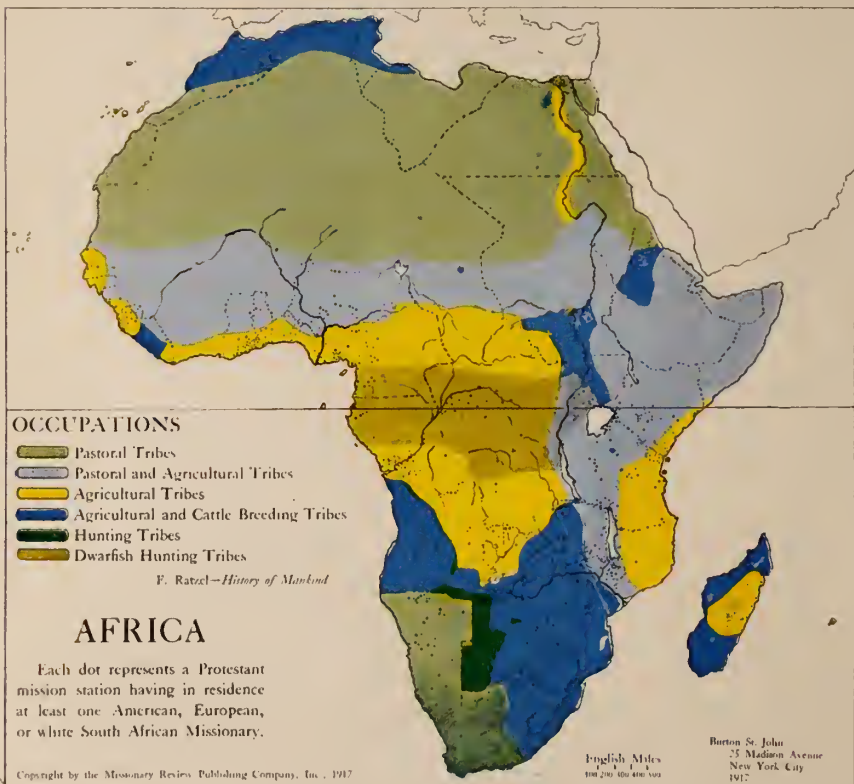 OCCUPATIONS
Pastoral Tribes
Pastoral and Agricultural Tribes
Agricultural Tribes
Agricultural and Cattle Breeding Tribes
Hunting Tribes
Dwarfish Hunting Tribes
F. Ratzel—History of Mankind
AFRICA
Each dot represents a Protestant
mission station having in residence
at least one American, European,
or white South African Missionary.
Copyright by the Missionary Review Publishing Company, Inc., 1917
English Miles
Burton St. John
25 Madison Avenue
New York City
1917